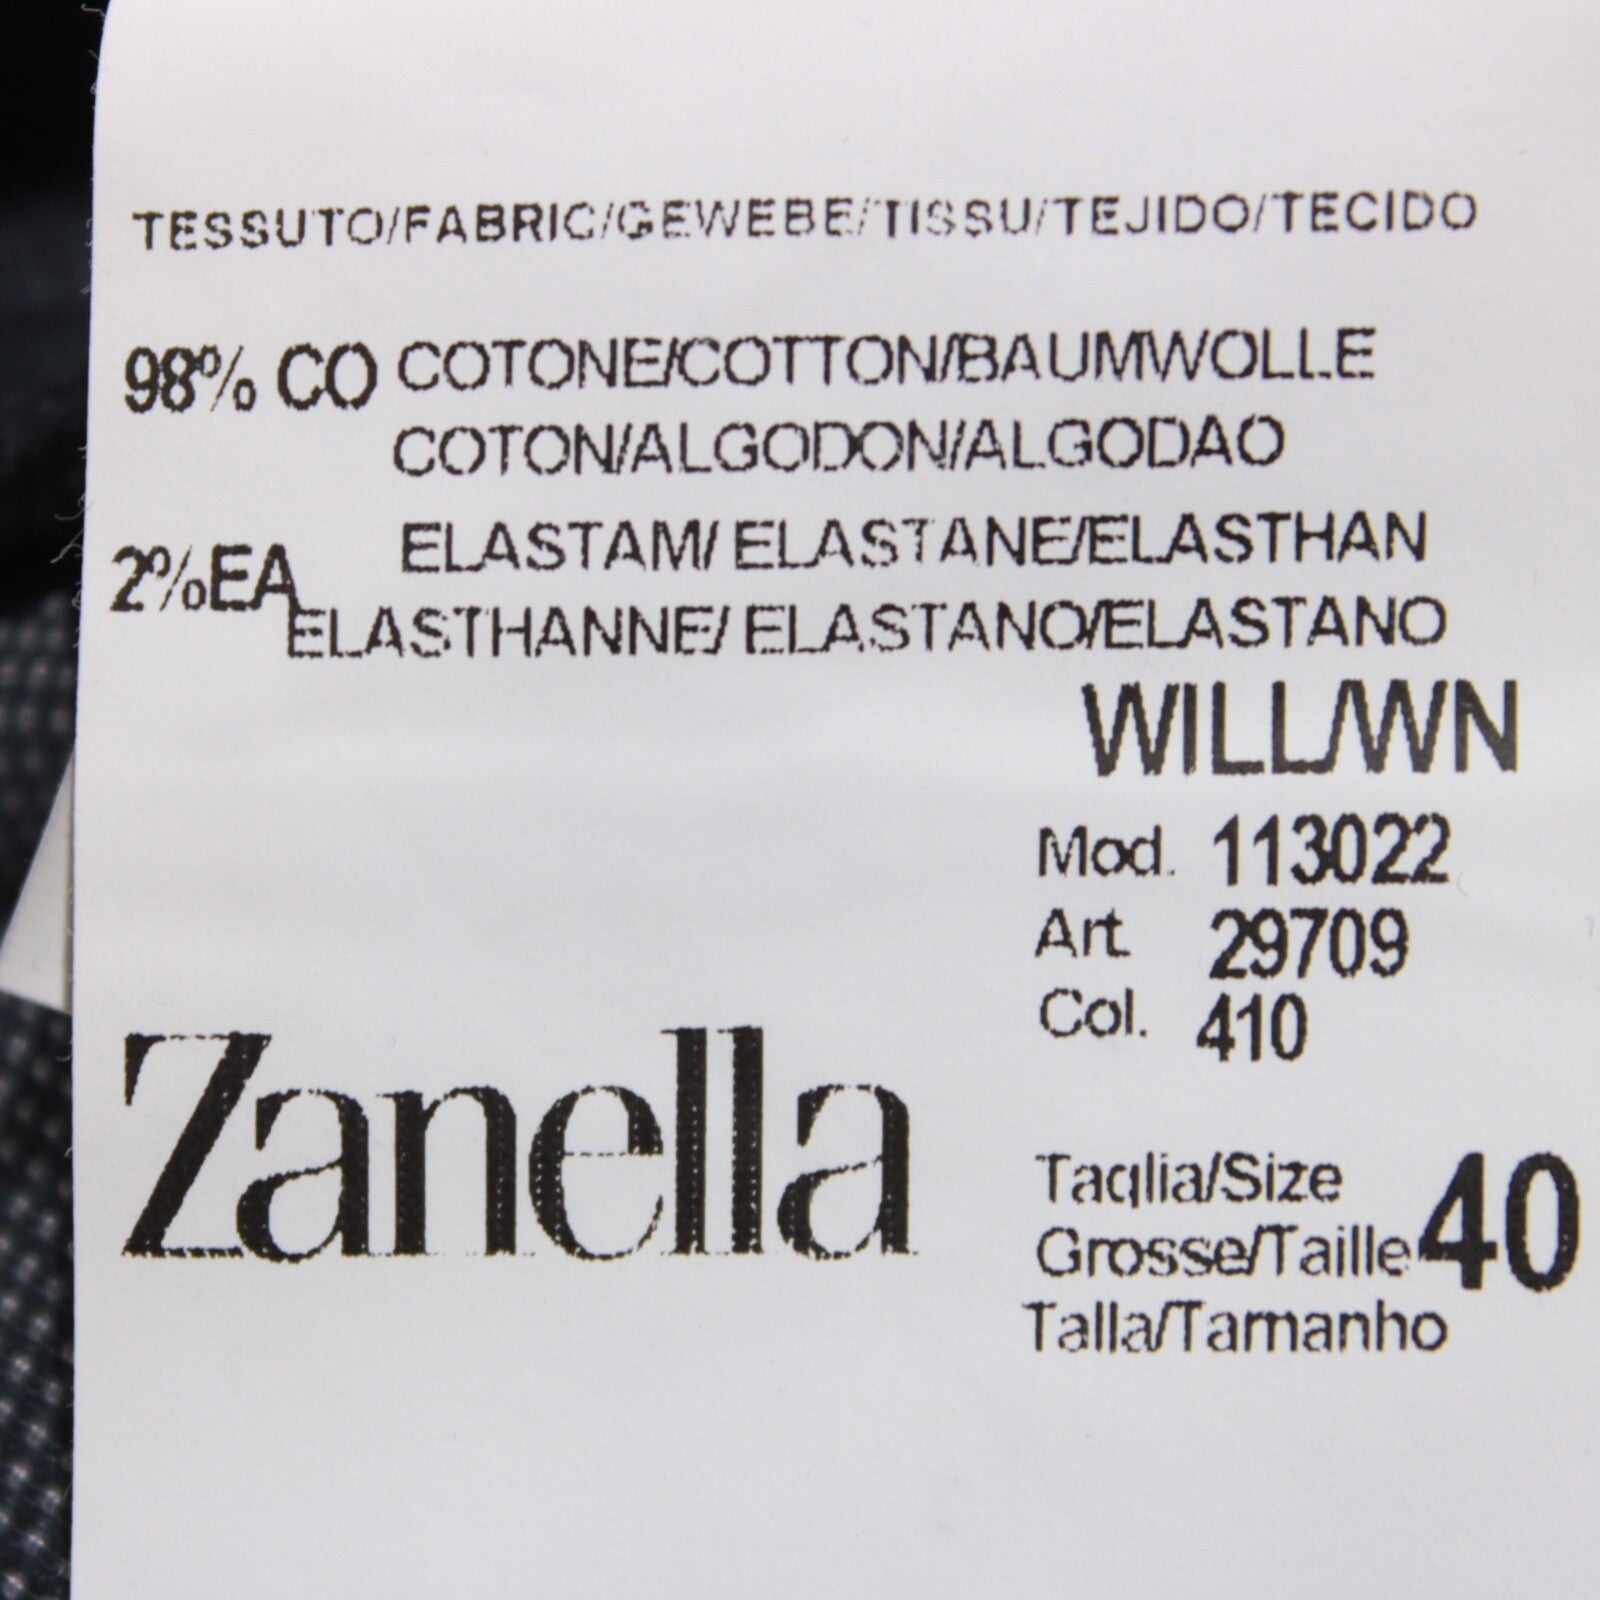 TESSUTO/FABRIC/GEWEBE/TISSU/TEJIDO/TECIDO
98% CO COTONE/COTTON/BAUMWOLLE
COTON/ALGODON/ALGODAO
2%EA ELASTAM/ ELASTANE/ELASTHAN
ELASTHANNE/ ELASTANO/ELASTANO
WILL/WN
Mod. 113022
Art. 29709
Col. 410
Zanella
Taglia/Size
Grosse/Taille 40
Talla/Tamanho